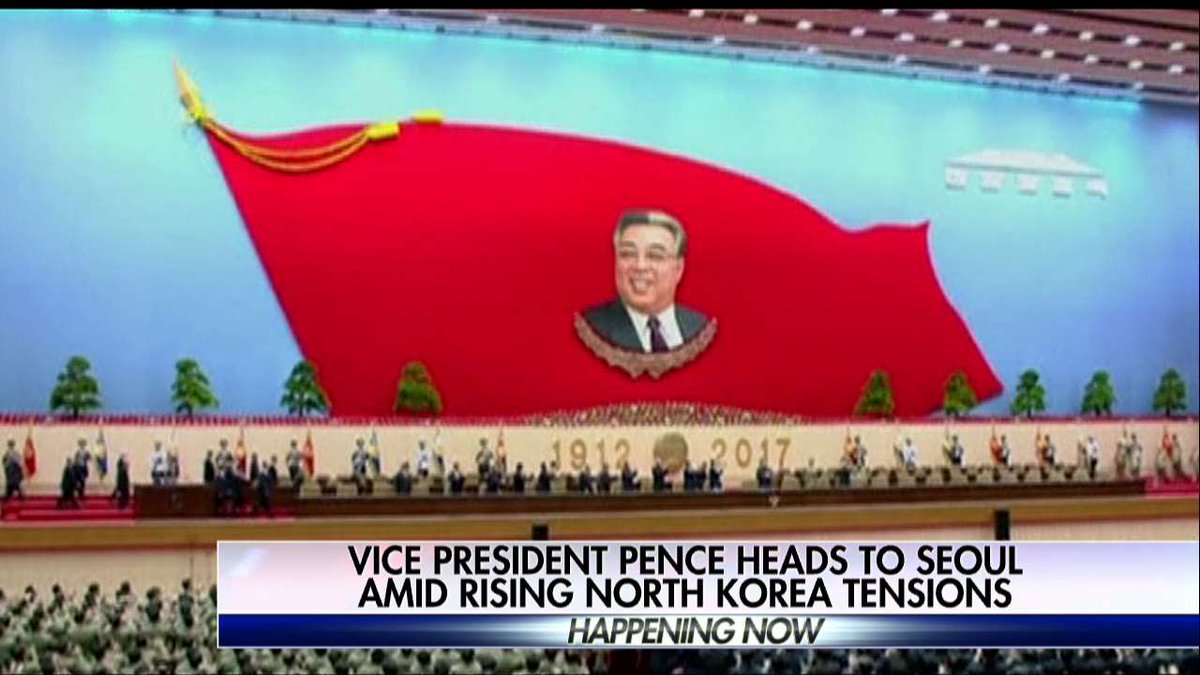 1912 2017
VICE PRESIDENT PENCE HEADS TO SEOUL
AMID RISING NORTH KOREA TENSIONS
HAPPENING NOW